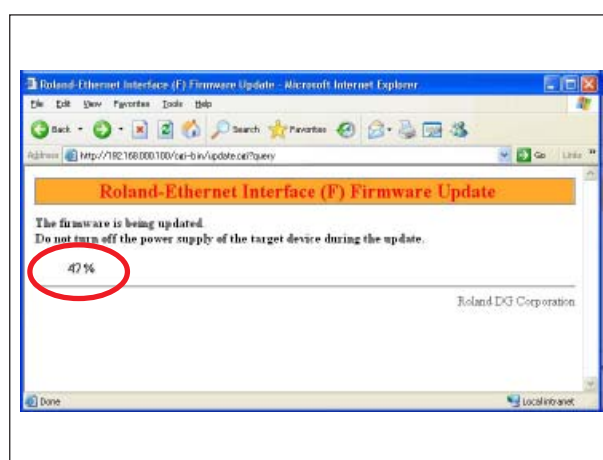 Roland-Ethernet Interface (F) Firmware Update - Microsoft Internet Explorer
File Edit View Favorites Tools Help
Back Search Favorites
Address http://192.168.000.100/cgi-bin/update.cgi?query Go Links »
Roland-Ethernet Interface (F) Firmware Update
The firmware is being updated.
Do not turn off the power supply of the target device during the update.
42 %
Roland DG Corporation
Done Local intranet